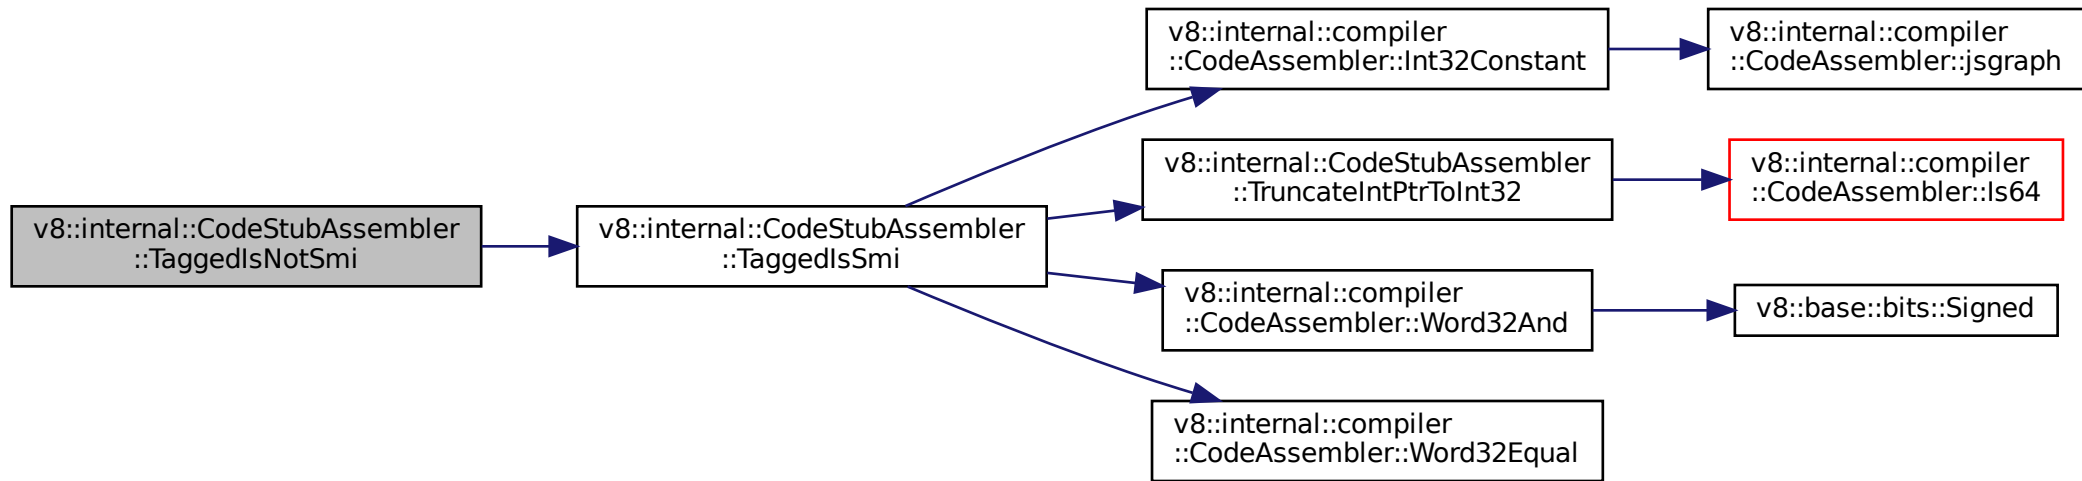 v8::internal::CodeStubAssembler
::TaggedIsNotSmi
v8::internal::CodeStubAssembler
::TaggedIsSmi
v8::internal::compiler
::CodeAssembler::Int32Constant
v8::internal::compiler
::CodeAssembler::jsgraph
v8::internal::CodeStubAssembler
::TruncateIntPtrToInt32
v8::internal::compiler
::CodeAssembler::Is64
v8::internal::compiler
::CodeAssembler::Word32And
v8::base::bits::Signed
v8::internal::compiler
::CodeAssembler::Word32Equal